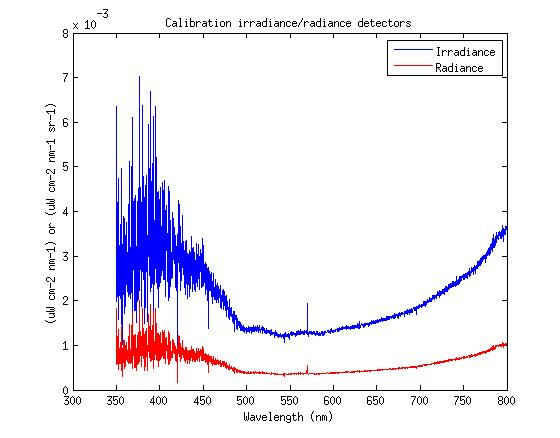 Calibration irradiance/radiance detectors
x 10
-3
Irradiance
Radiance
8
7
6
5
4
3
2
1
0
(uW cm-2 nm-1) or (uW cm-2 nm-1 sr-1)
300 350 400 450 500 550 600 650 700 750 800
Wavelength (nm)